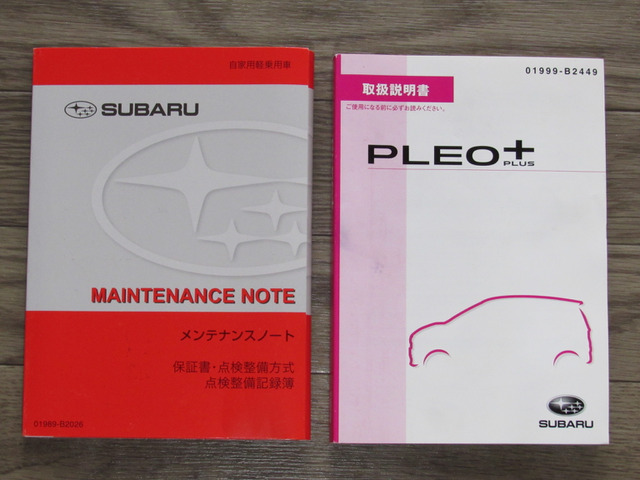 自家用軽乗用車
SUBARU
MAINTENANCE NOTE
メンテナンスノート
保証書・点検整備方式
点検整備記録簿
01989-B2026
01999-B2449
取扱説明書
ご使用になる前に必ずお読みください。
PLEO+
PLUS
SUBARU